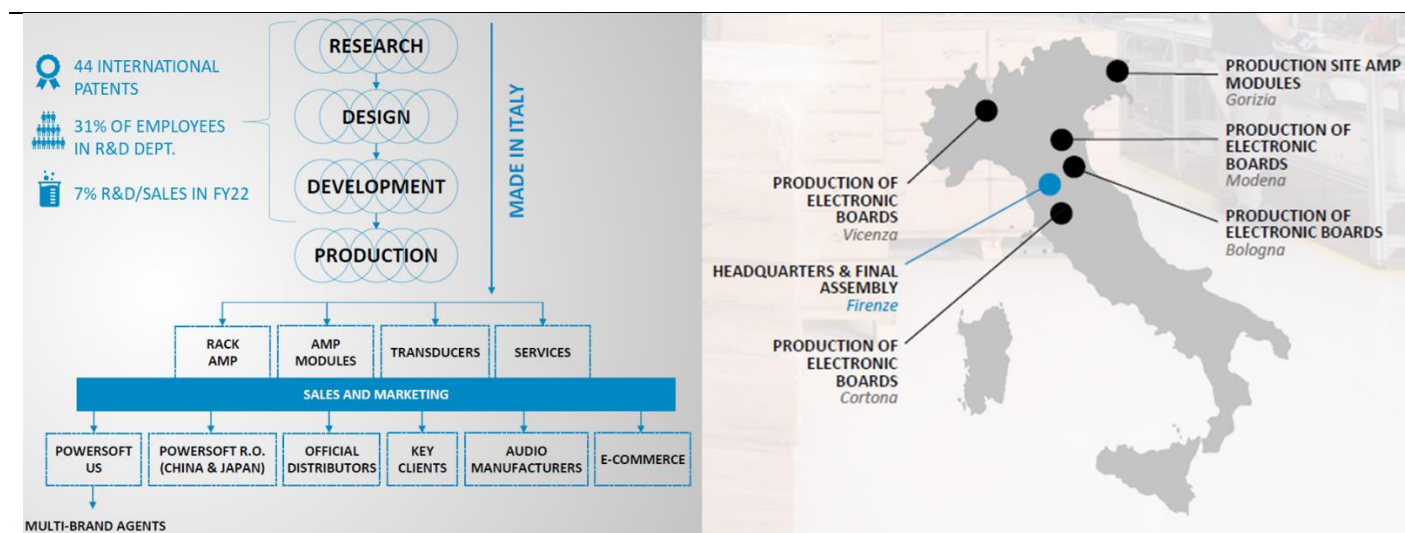 44 INTERNATIONAL
PATENTS
31% OF EMPLOYEES
IN R&D DEPT.
7% R&D/SALES IN FY22
RESEARCH
DESIGN
DEVELOPMENT
PRODUCTION
MADE IN ITALY
RACK
AMP
AMP
MODULES
TRANSDUCERS
SERVICES
SALES AND MARKETING
POWERSOFT
US
POWERSOFT R.O.
(CHINA & JAPAN)
OFFICIAL
DISTRIBUTORS
KEY
CLIENTS
AUDIO
MANUFACTURERS
E-COMMERCE
MULTI-BRAND AGENTS
PRODUCTION SITE AMP
MODULES
Gorizia
PRODUCTION OF
ELECTRONIC
BOARDS
Modena
PRODUCTION OF
ELECTRONIC BOARDS
Bologna
PRODUCTION OF
ELECTRONIC
BOARDS
Vicenza
HEADQUARTERS & FINAL
ASSEMBLY
Firenze
PRODUCTION OF
ELECTRONIC
BOARDS
Cortona